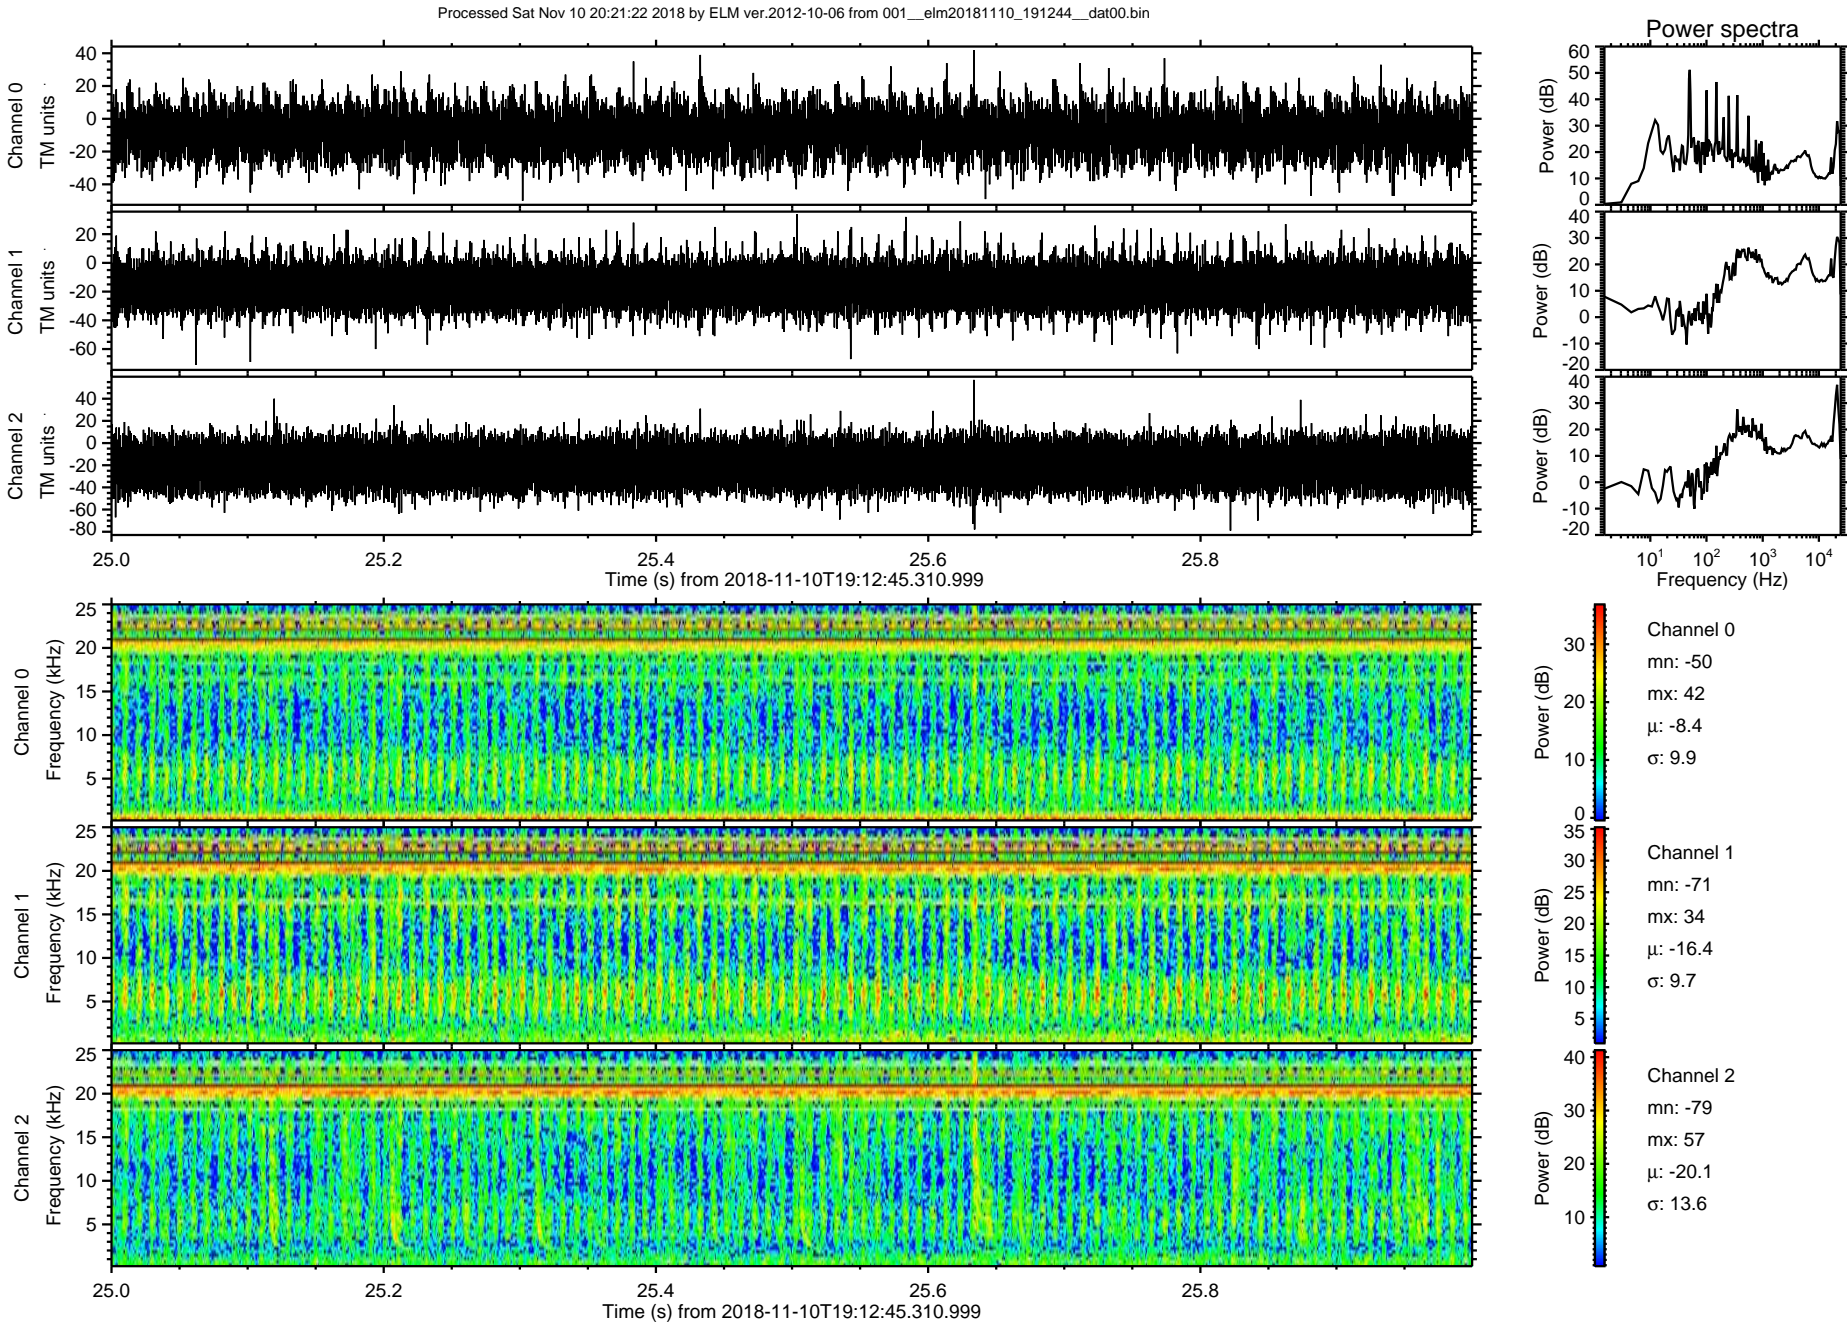 Processed Sat Nov 10 20:21:22 2018 by ELM ver.2012-10-06 from 001__elm20181110_191244__dat00.bin
Power spectra
Channel 0
TM units
40
20
0
-20
-40
Power (dB)
60
50
40
30
20
10
0
Channel 1
TM units
20
0
-20
-40
-60
Power (dB)
40
30
20
10
0
-10
-20
Channel 2
TM units
40
20
0
-20
-40
-60
-80
Power (dB)
40
30
20
10
0
-10
-20
25.0 25.2 25.4 25.6 25.8
Time (s) from 2018-11-10T19:12:45.310.999
10¹ 10² 10³ 10⁴
Frequency (Hz)
Channel 0
Frequency (kHz)
25
20
15
10
5
Power (dB)
30
20
10
0
Channel 0
mn: -50
mx: 42
μ: -8.4
σ: 9.9
Channel 1
Frequency (kHz)
25
20
15
10
5
Power (dB)
35
30
25
20
15
10
5
Channel 1
mn: -71
mx: 34
μ: -16.4
σ: 9.7
Channel 2
Frequency (kHz)
25
20
15
10
5
Power (dB)
40
30
20
10
Channel 2
mn: -79
mx: 57
μ: -20.1
σ: 13.6
25.0 25.2 25.4 25.6 25.8
Time (s) from 2018-11-10T19:12:45.310.999